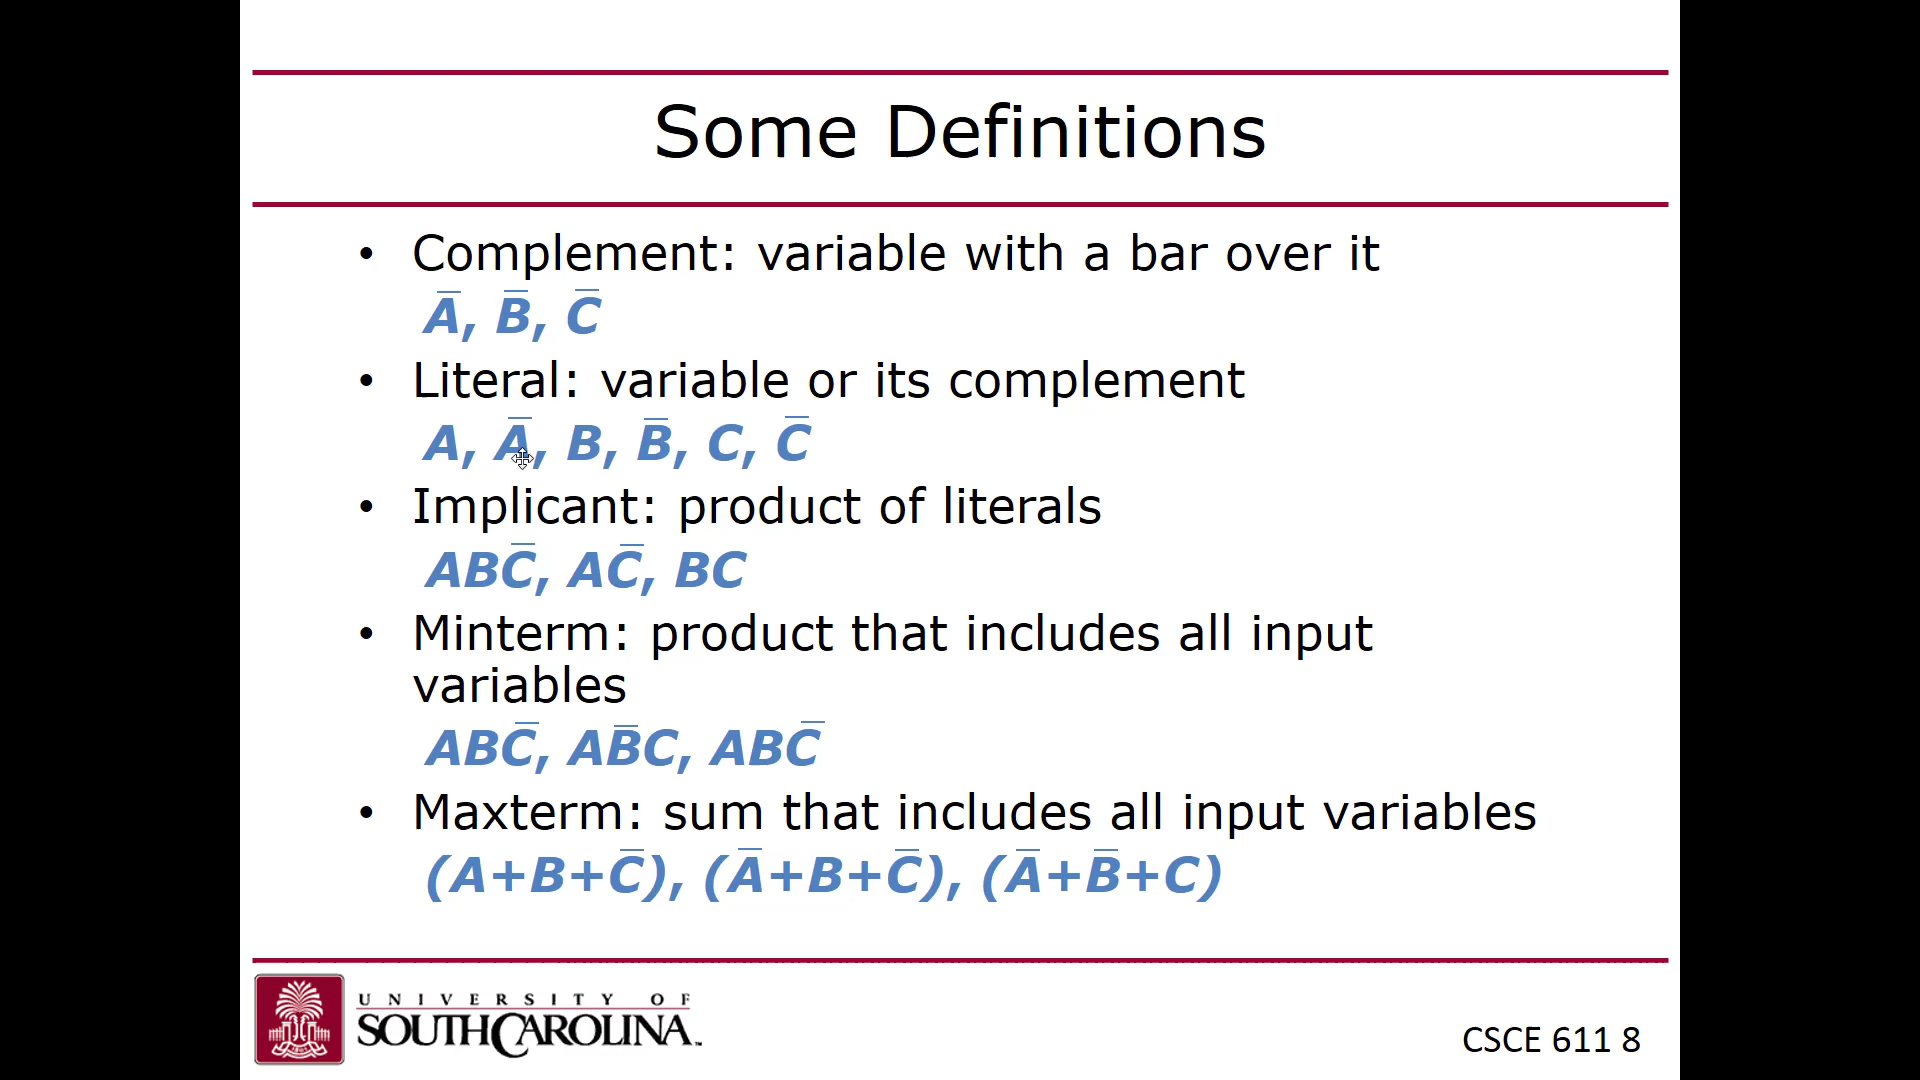 Some Definitions
• Complement: variable with a bar over it
A̅, B̅, C̅
• Literal: variable or its complement
A, A̅, B, B̅, C, C̅
• Implicant: product of literals
ABC̅, AC̅, BC
• Minterm: product that includes all input
variables
ABC̅, AB̅C, ABC̅
• Maxterm: sum that includes all input variables
(A+B+C̅), (A̅+B+C̅), (A̅+B̅+C)
UNIVERSITY OF
SOUTH CAROLINA™
CSCE 611 8